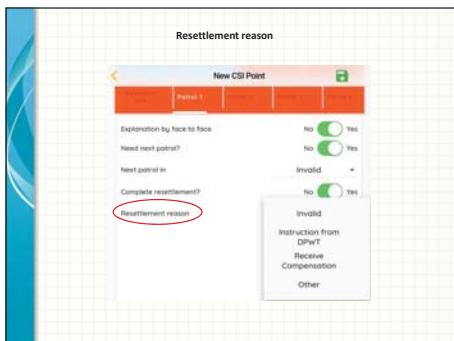 Resettlement reason
New CSI Point
Patrol 1
Explanation by face to face
No Yes
Need next patrol?
No Yes
Next patrol in
Invalid
Complete resettlement?
No Yes
Resettlement reason
Invalid
Instruction from
DPWT
Receive
Compensation
Other